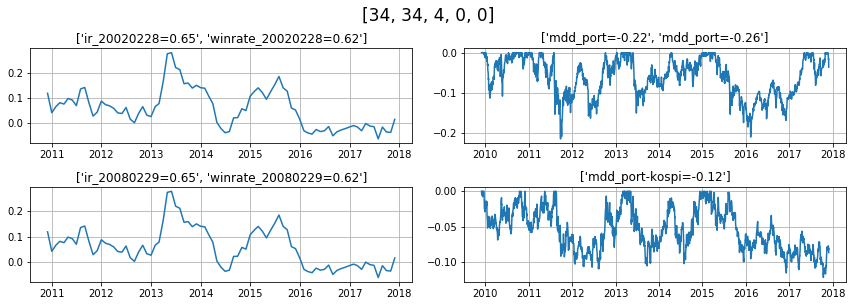 [34, 34, 4, 0, 0]
['ir_20020228=0.65', 'winrate_20020228=0.62']
0.2
0.1
0.0
2011 2012 2013 2014 2015 2016 2017 2018
['mdd_port=-0.22', 'mdd_port=-0.26']
0.0
−0.1
−0.2
2010 2011 2012 2013 2014 2015 2016 2017 2018
['ir_20080229=0.65', 'winrate_20080229=0.62']
0.2
0.1
0.0
2011 2012 2013 2014 2015 2016 2017 2018
['mdd_port-kospi=-0.12']
0.00
−0.05
−0.10
2010 2011 2012 2013 2014 2015 2016 2017 2018